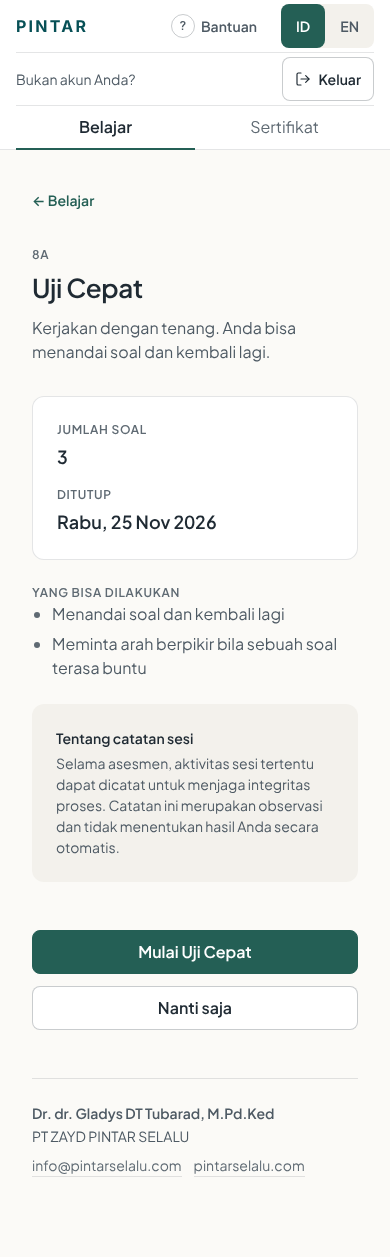 PINTAR
? Bantuan
ID
EN
Bukan akun Anda?
Keluar
Belajar
Sertifikat
← Belajar
8A
Uji Cepat
Kerjakan dengan tenang. Anda bisa
menandai soal dan kembali lagi.
JUMLAH SOAL
3
DITUTUP
Rabu, 25 Nov 2026
YANG BISA DILAKUKAN
• Menandai soal dan kembali lagi
• Meminta arah berpikir bila sebuah soal
terasa buntu
Tentang catatan sesi
Selama asesmen, aktivitas sesi tertentu
dapat dicatat untuk menjaga integritas
proses. Catatan ini merupakan observasi
dan tidak menentukan hasil Anda secara
otomatis.
Mulai Uji Cepat
Nanti saja
Dr. dr. Gladys DT Tubarad, M.Pd.Ked
PT ZAYD PINTAR SELALU
info@pintarselalu.com pintarselalu.com